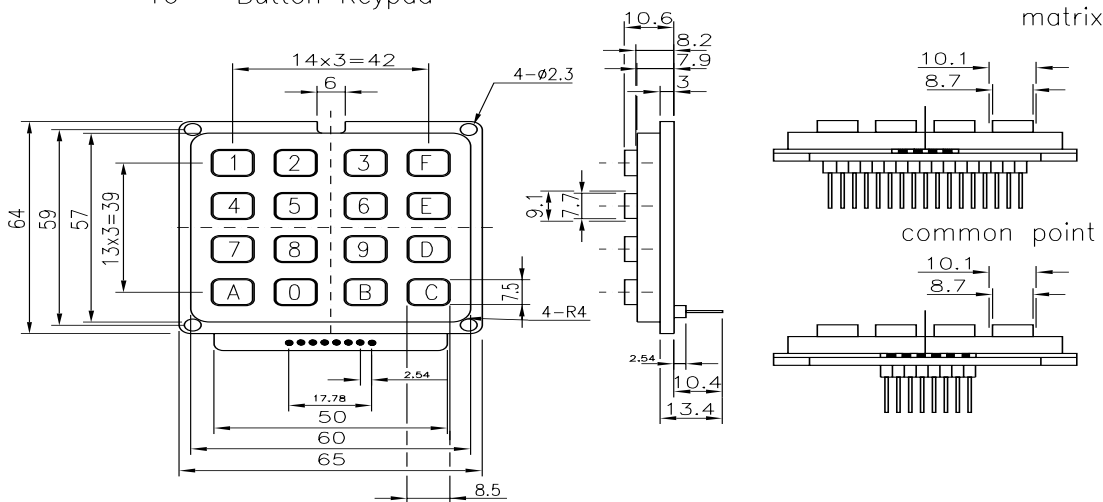 10.6
matrix
14x3=42
8.2
7.9
3
6
4-ø2.3
10.1
8.7
1 2 3 F
4 5 6 E
7 8 9 D
A 0 B C
64
59
57
13x3=39
9.1
7.7
7.5
4-R4
common point
10.1
8.7
2.54
2.54
10.4
13.4
17.78
50
60
65
8.5